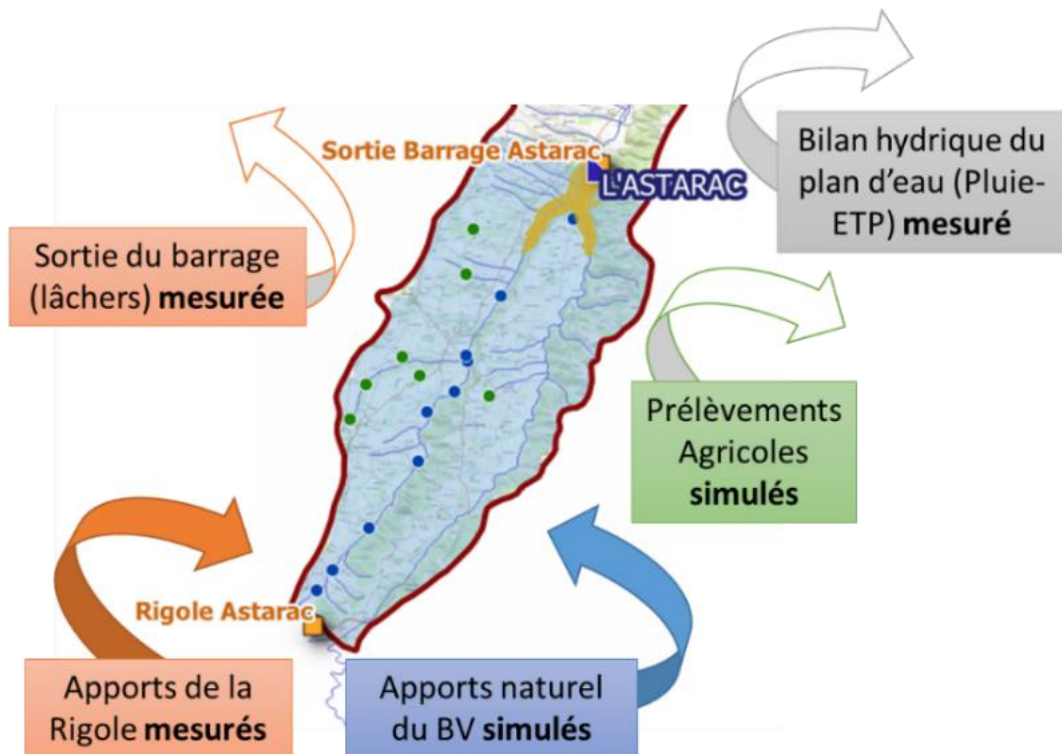 Bilan hydrique du
plan d'eau (Pluie-
ETP) mesuré
Sortie Barrage Astarac
L'ASTARAC
Sortie du barrage
(lâchers) mesurée
Prélèvements
Agricoles
simulés
Rigole Astarac
Apports de la
Rigole mesurés
Apports naturel
du BV simulés